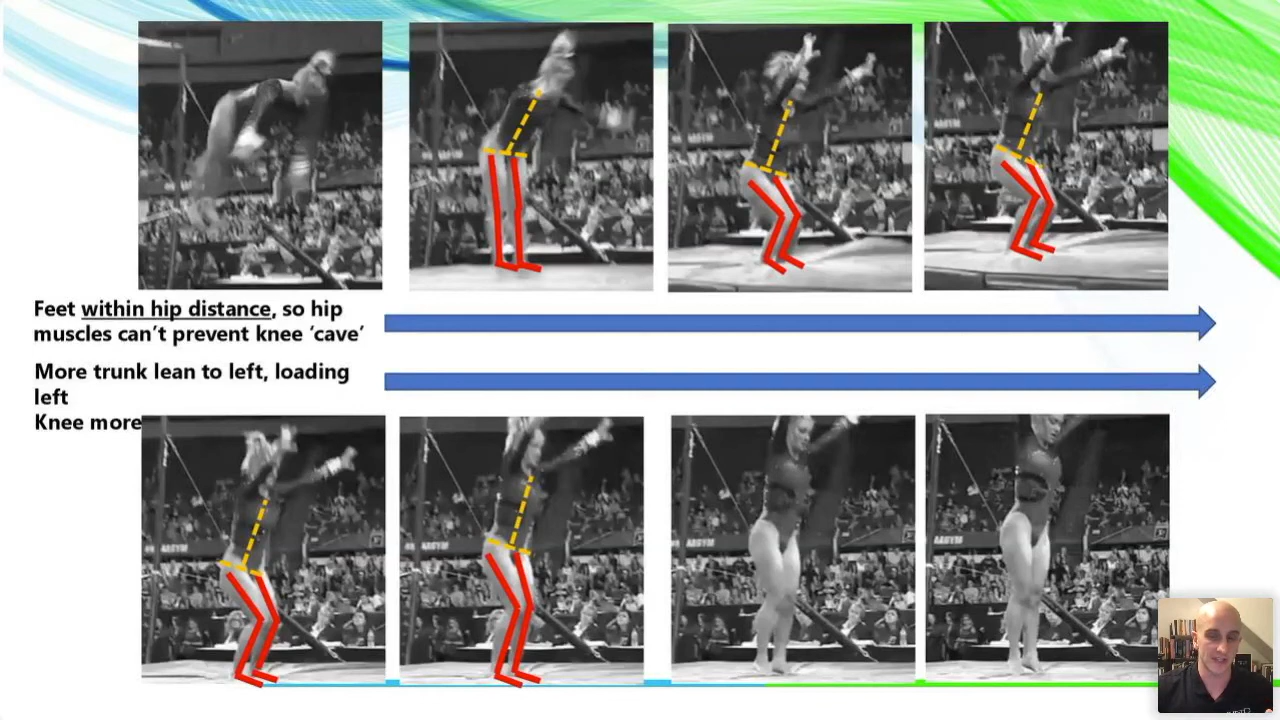 Feet within hip distance, so hip
muscles can’t prevent knee ‘cave’
More trunk lean to left, loading
left
Knee more